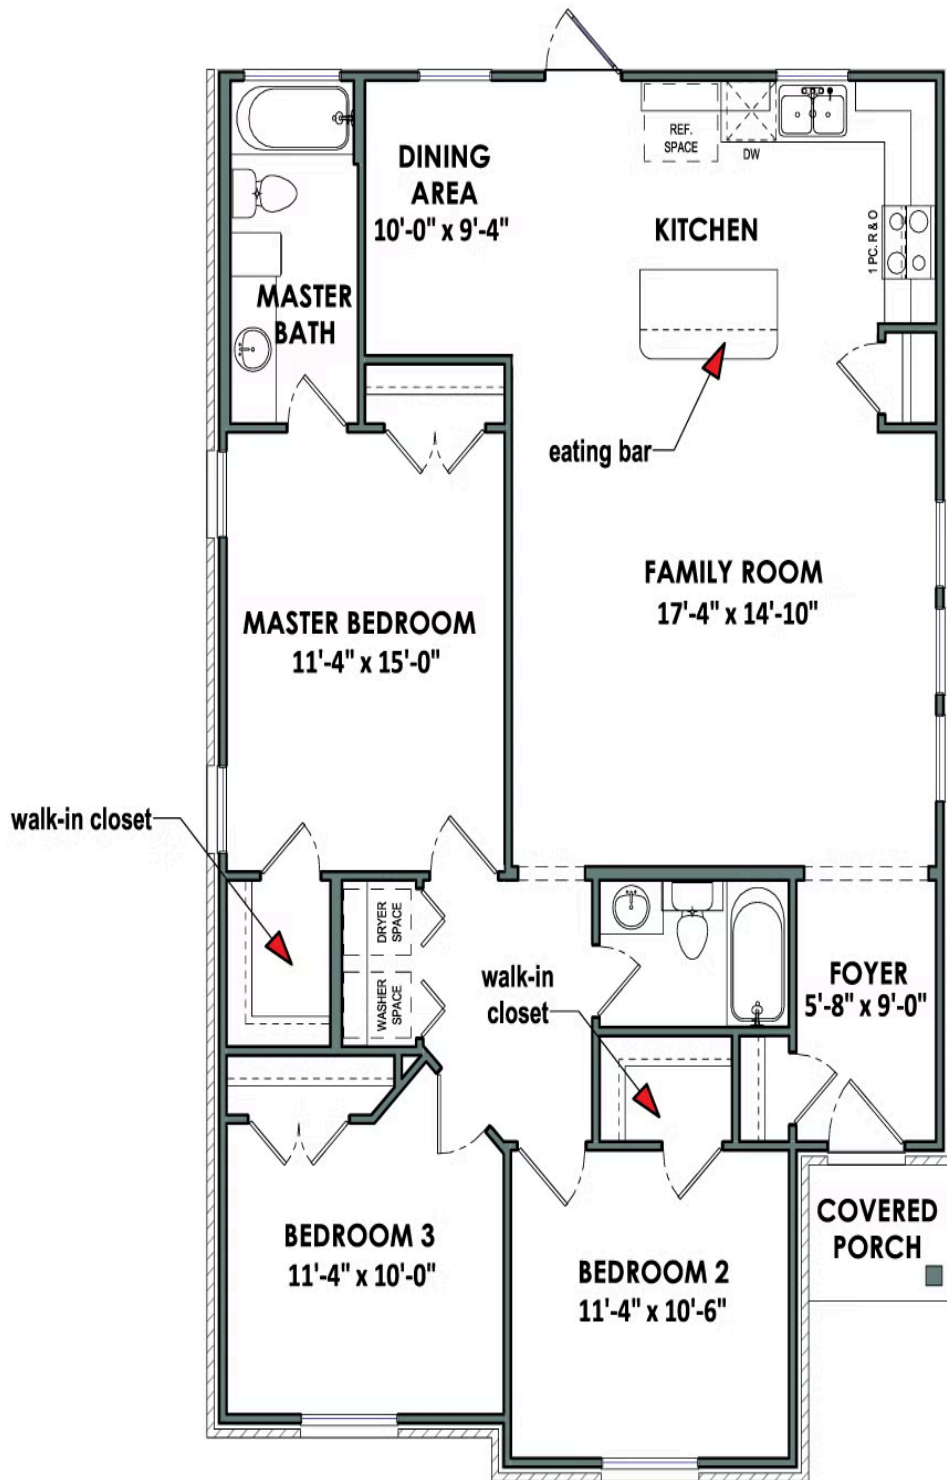 REF.
SPACE
DW
DINING
AREA
10'-0" x 9'-4"
KITCHEN
1 PC. R & O
MASTER
BATH
eating bar
FAMILY ROOM
17'-4" x 14'-10"
MASTER BEDROOM
11'-4" x 15'-0"
walk-in closet
DRYER
SPACE
WASHER
SPACE
walk-in
closet
FOYER
5'-8" x 9'-0"
BEDROOM 3
11'-4" x 10'-0"
BEDROOM 2
11'-4" x 10'-6"
COVERED
PORCH